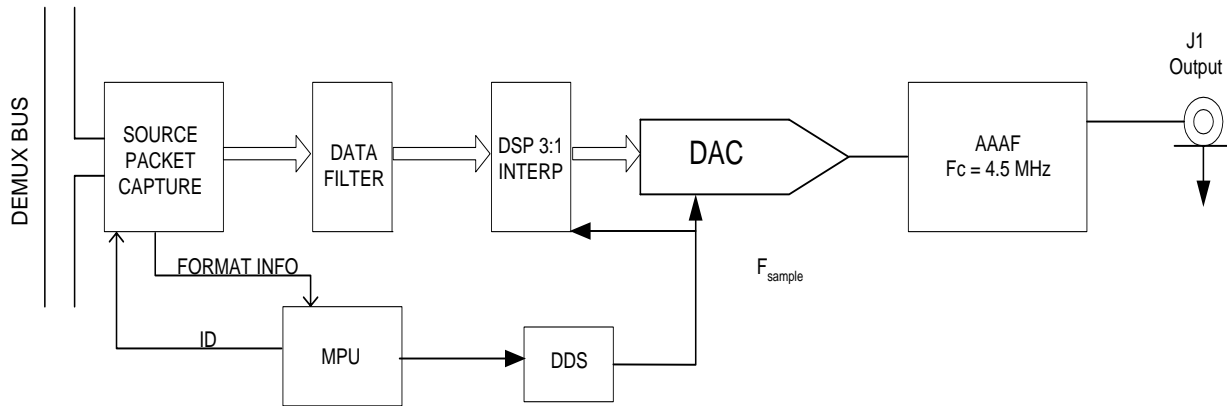 J1
Output
DEMUX BUS
SOURCE
PACKET
CAPTURE
DATA
FILTER
DSP 3:1
INTERP
DAC
AAAF
Fc = 4.5 MHz
FORMAT INFO
Fsample
ID
MPU
DDS